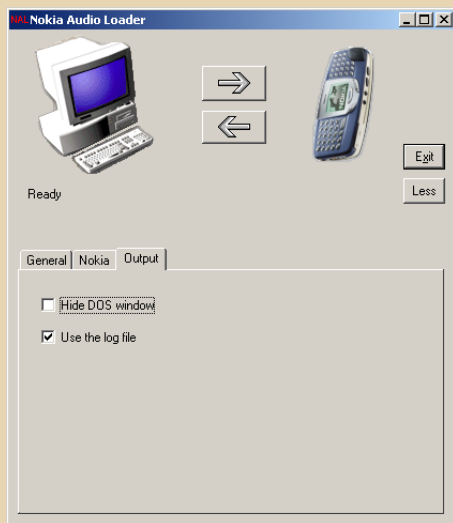 NAL Nokia Audio Loader
Exit
Less
Ready
General Nokia Output
Hide DOS window
Use the log file